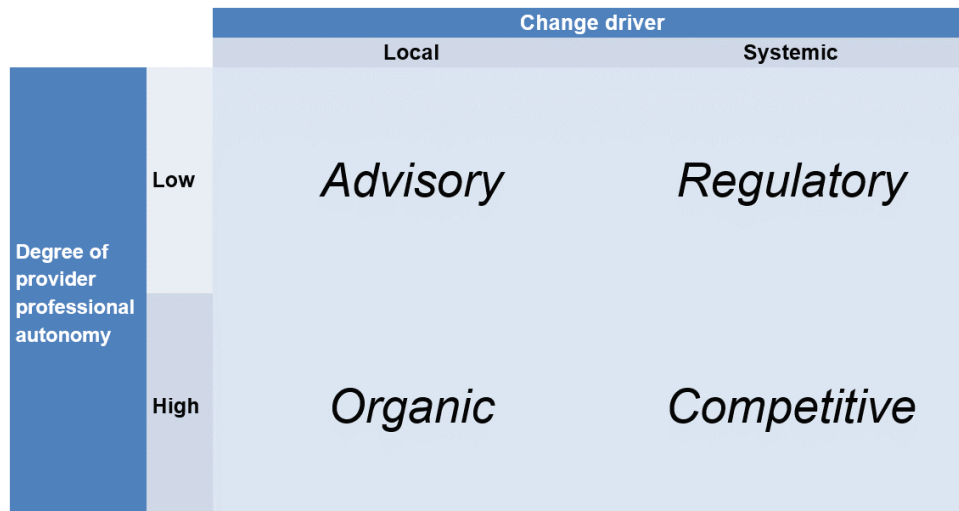 Change driver
Local Systemic
Low Advisory Regulatory
Degree of
provider
professional
autonomy
High Organic Competitive